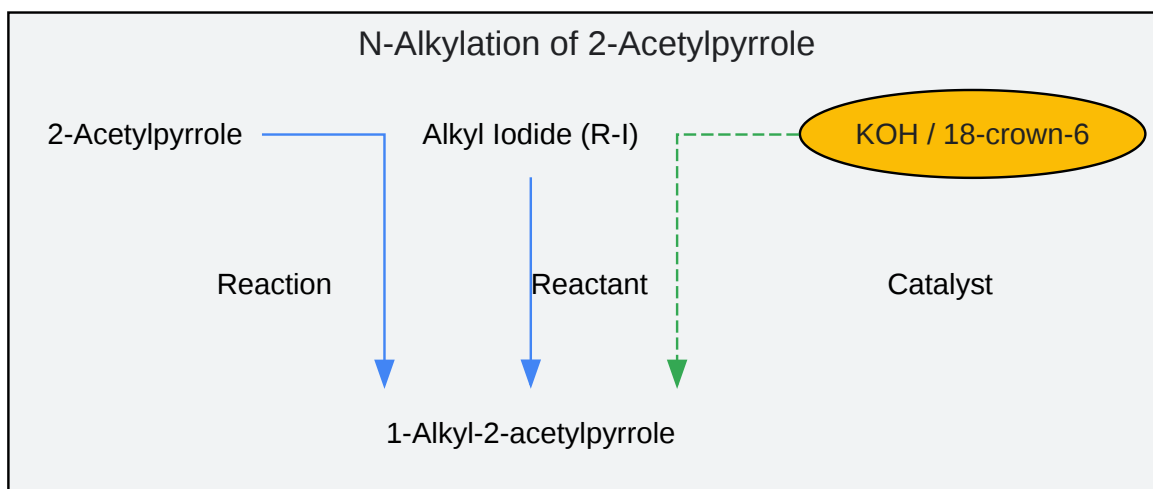 N-Alkylation of 2-Acetylpyrrole
2-Acetylpyrrole
Alkyl Iodide (R-I)
KOH / 18-crown-6
Reaction
Reactant
Catalyst
1-Alkyl-2-acetylpyrrole